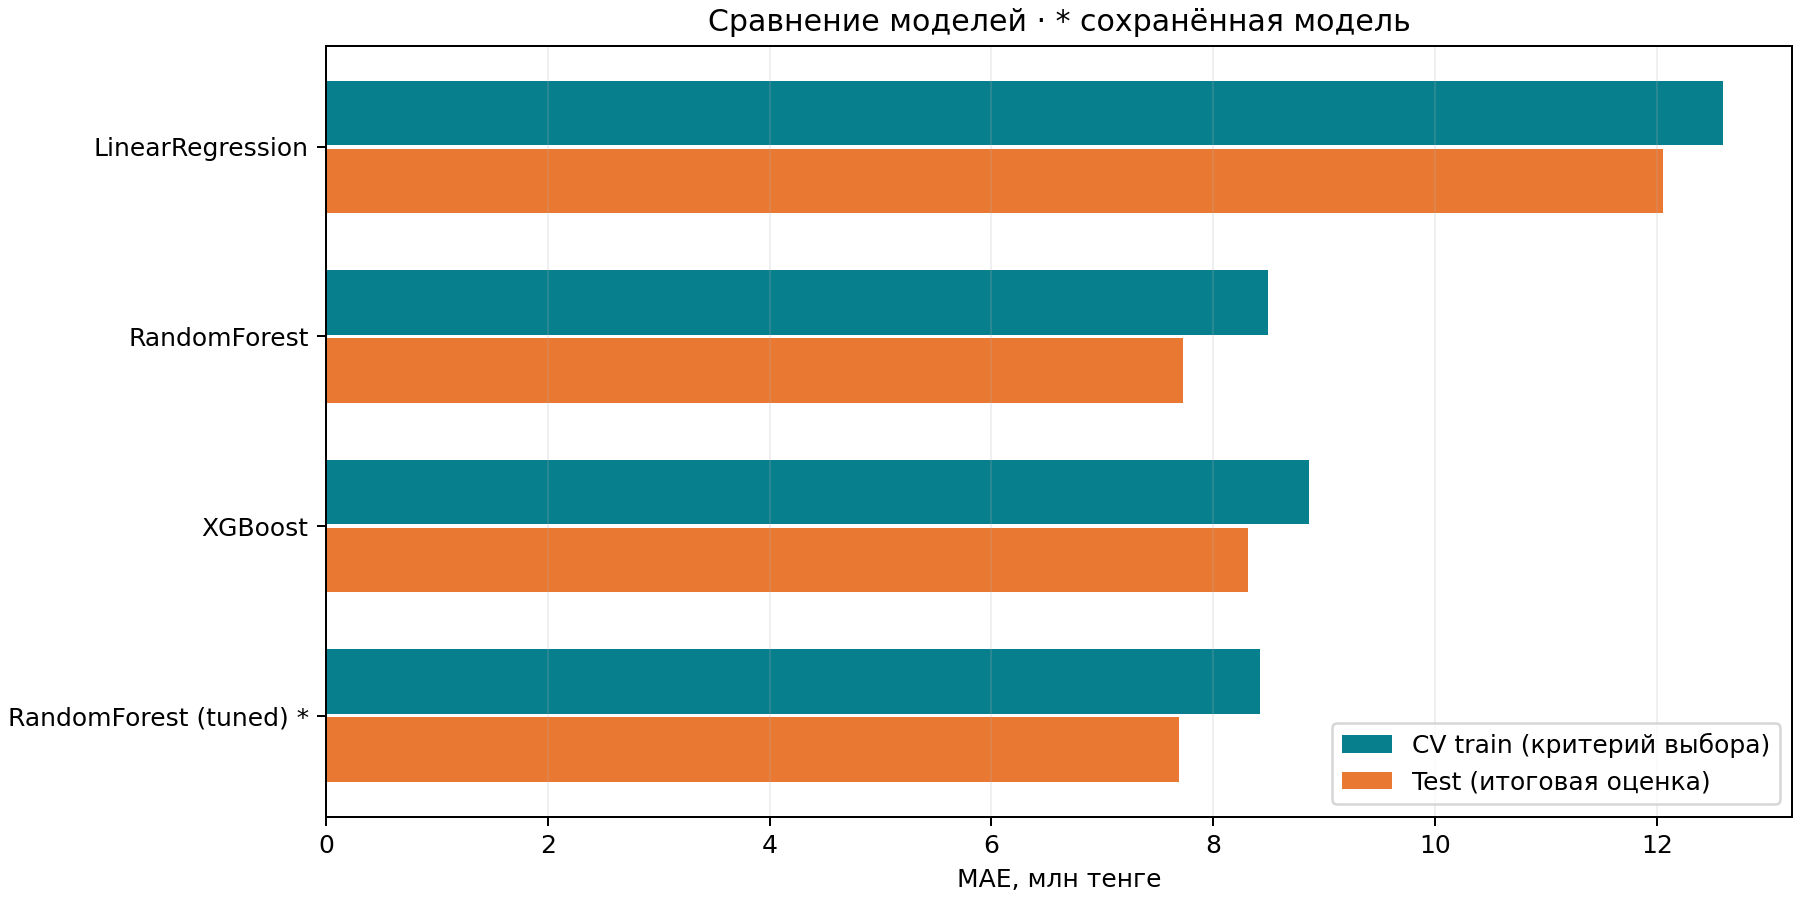 Сравнение моделей · * сохранённая модель
LinearRegression
RandomForest
XGBoost
RandomForest (tuned) *
CV train (критерий выбора)
Test (итоговая оценка)
0 2 4 6 8 10 12
MAE, млн тенге